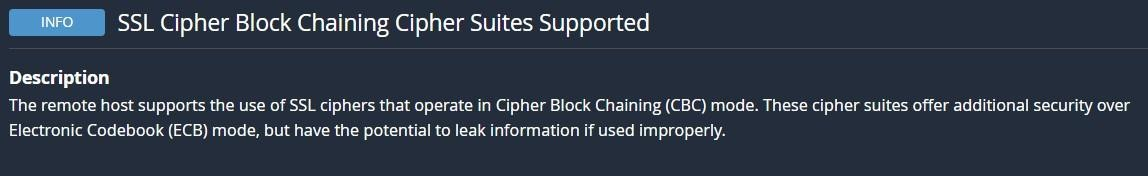 INFO SSL Cipher Block Chaining Cipher Suites Supported
Description
The remote host supports the use of SSL ciphers that operate in Cipher Block Chaining (CBC) mode. These cipher suites offer additional security over
Electronic Codebook (ECB) mode, but have the potential to leak information if used improperly.